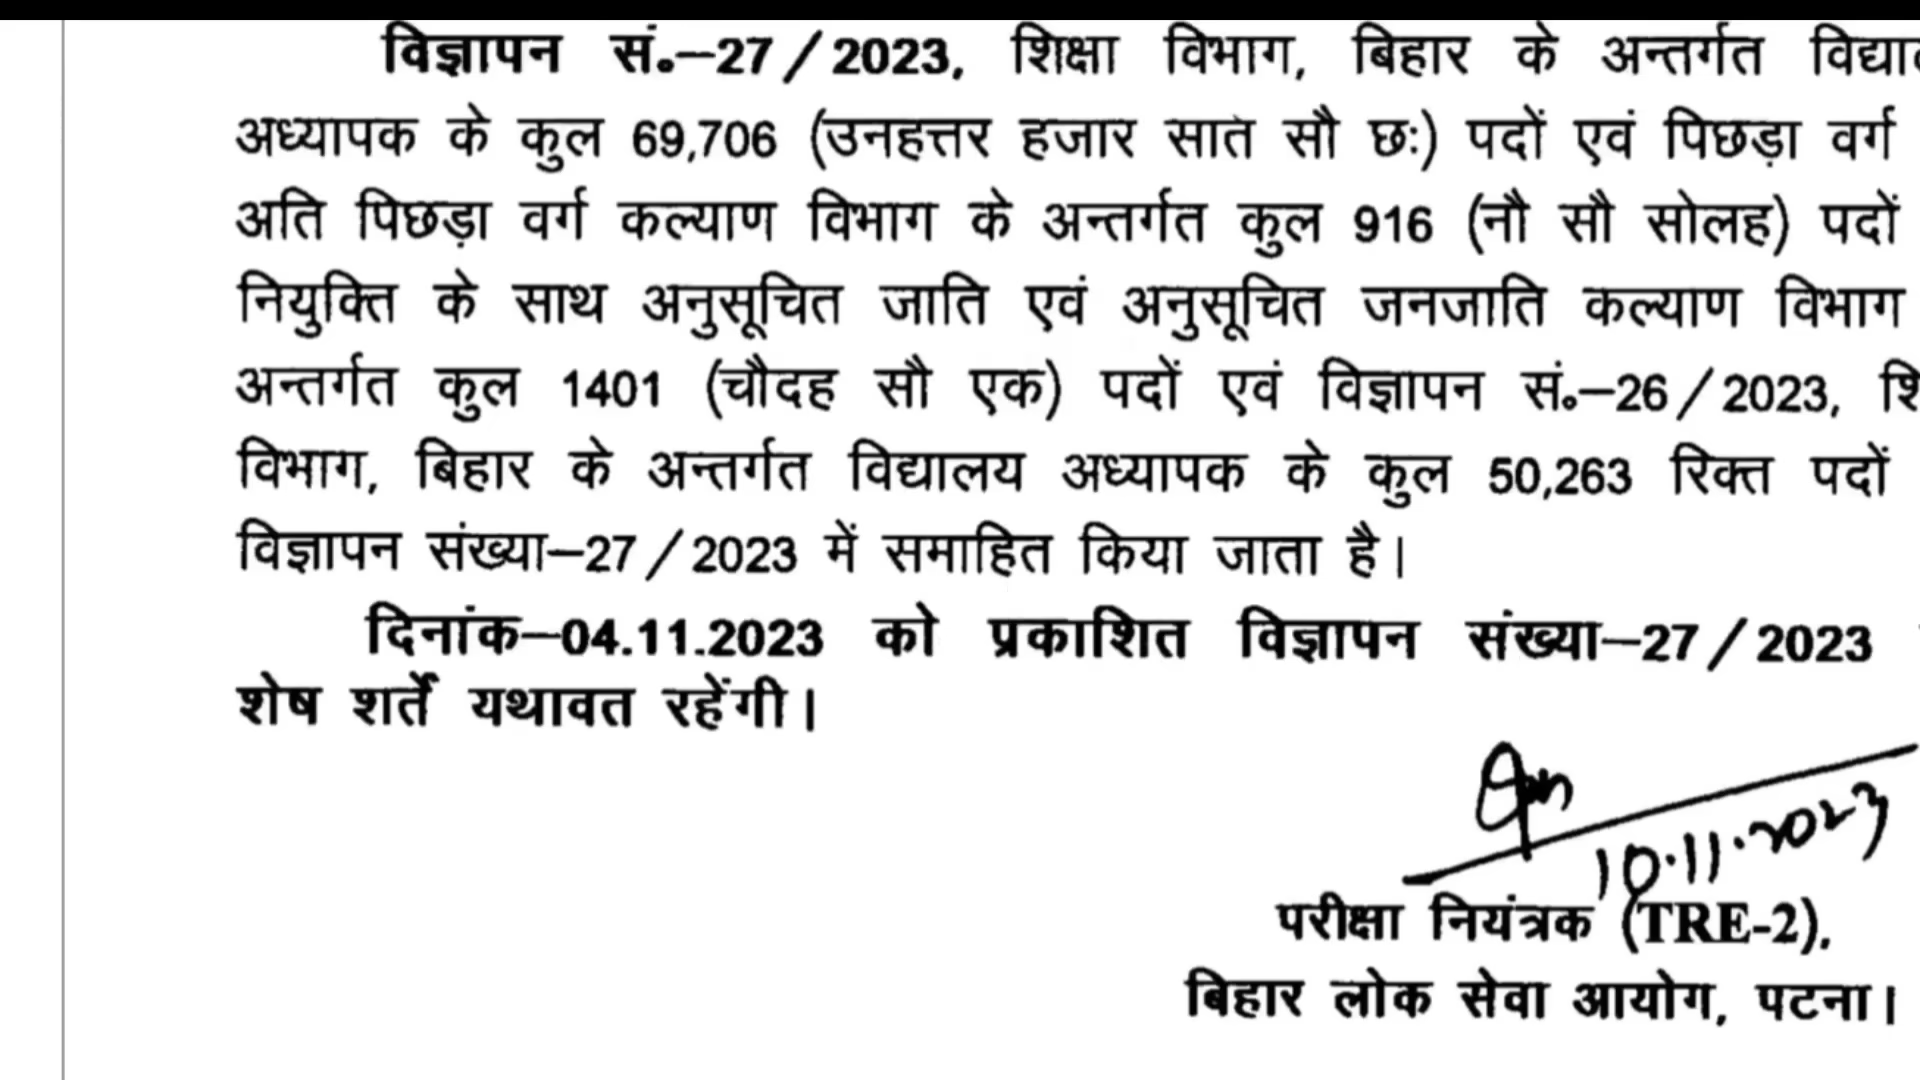 विज्ञापन सं.–27/2023, शिक्षा विभाग, बिहार के अन्तर्गत
अध्यापक के कुल 69,706 (उनहत्तर हजार सात सौ छः) पदों एवं पिछड़ा वर्ग
अति पिछड़ा वर्ग कल्याण विभाग के अन्तर्गत कुल 916 (नौ सौ सोलह) पदों
नियुक्ति के साथ अनुसूचित जाति एवं अनुसूचित जनजाति कल्याण विभाग
अन्तर्गत कुल 1401 (चौदह सौ एक) पदों एवं विज्ञापन सं.–26/2023,
विभाग, बिहार के अन्तर्गत विद्यालय अध्यापक के कुल 50,263 रिक्त पदों
विज्ञापन संख्या–27/2023 में समाहित किया जाता है।
दिनांक–04.11.2023 को प्रकाशित विज्ञापन संख्या–27/2023
शेष शर्तें यथावत रहेंगी।
10.11.2023
परीक्षा नियंत्रक (TRE-2),
बिहार लोक सेवा आयोग, पटना।